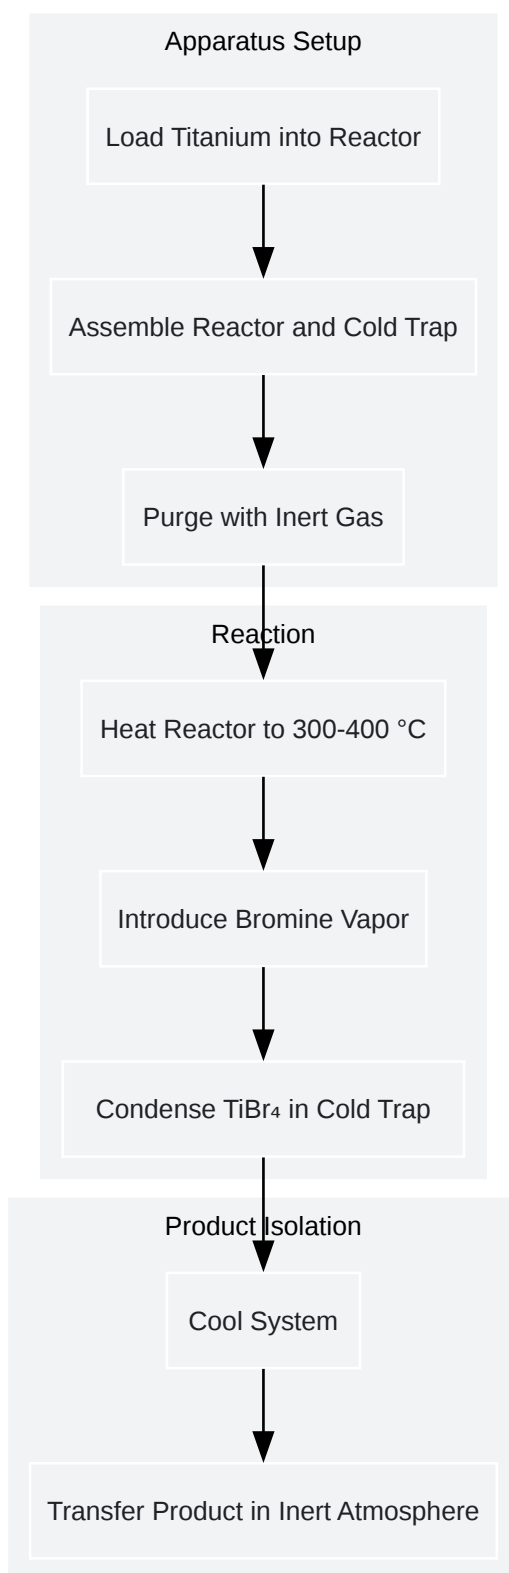 Apparatus Setup
Load Titanium into Reactor
Assemble Reactor and Cold Trap
Purge with Inert Gas
Reaction
Heat Reactor to 300-400 °C
Introduce Bromine Vapor
Condense TiBr₄ in Cold Trap
Product Isolation
Cool System
Transfer Product in Inert Atmosphere